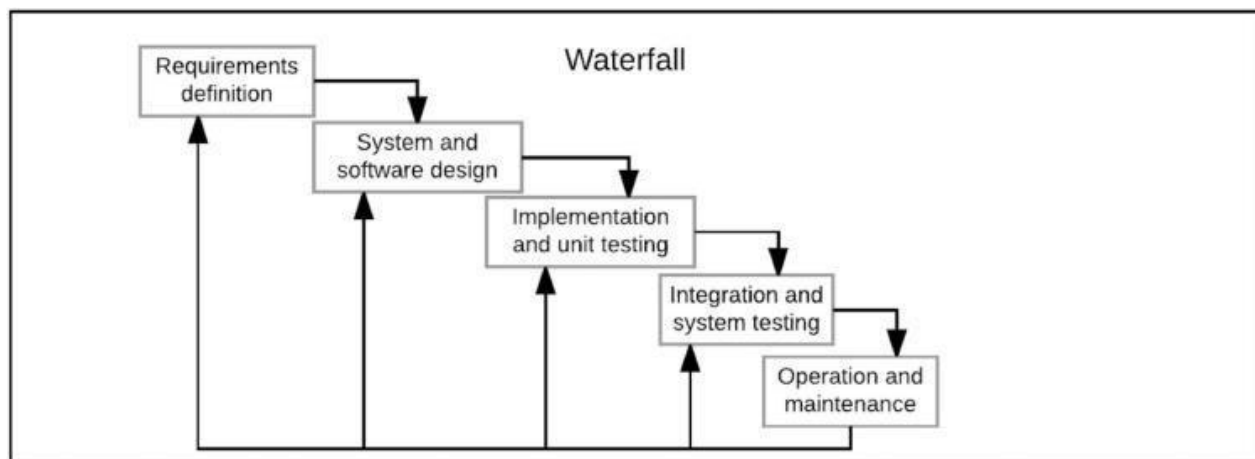 Waterfall
Requirements
definition
System and
software design
Implementation
and unit testing
Integration and
system testing
Operation and
maintenance